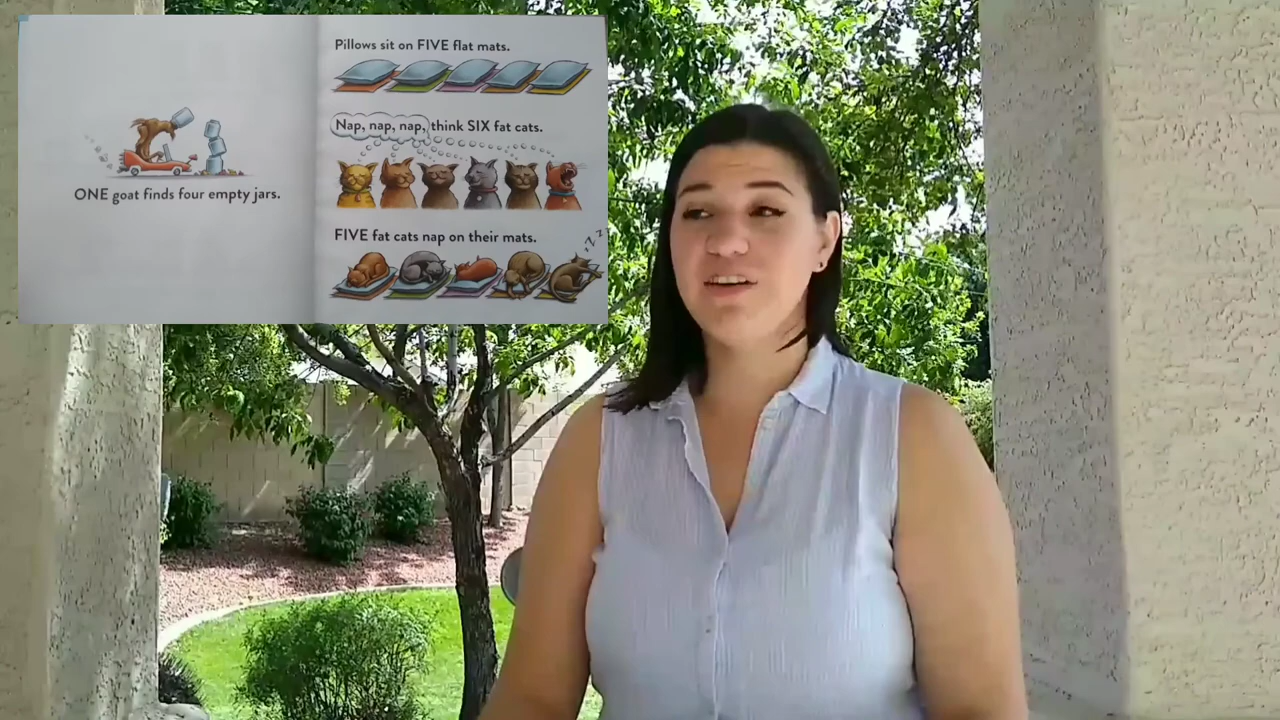 ONE goat finds four empty jars.
Pillows sit on FIVE flat mats.
Nap, nap, nap, think SIX fat cats.
FIVE fat cats nap on their mats.
z z z